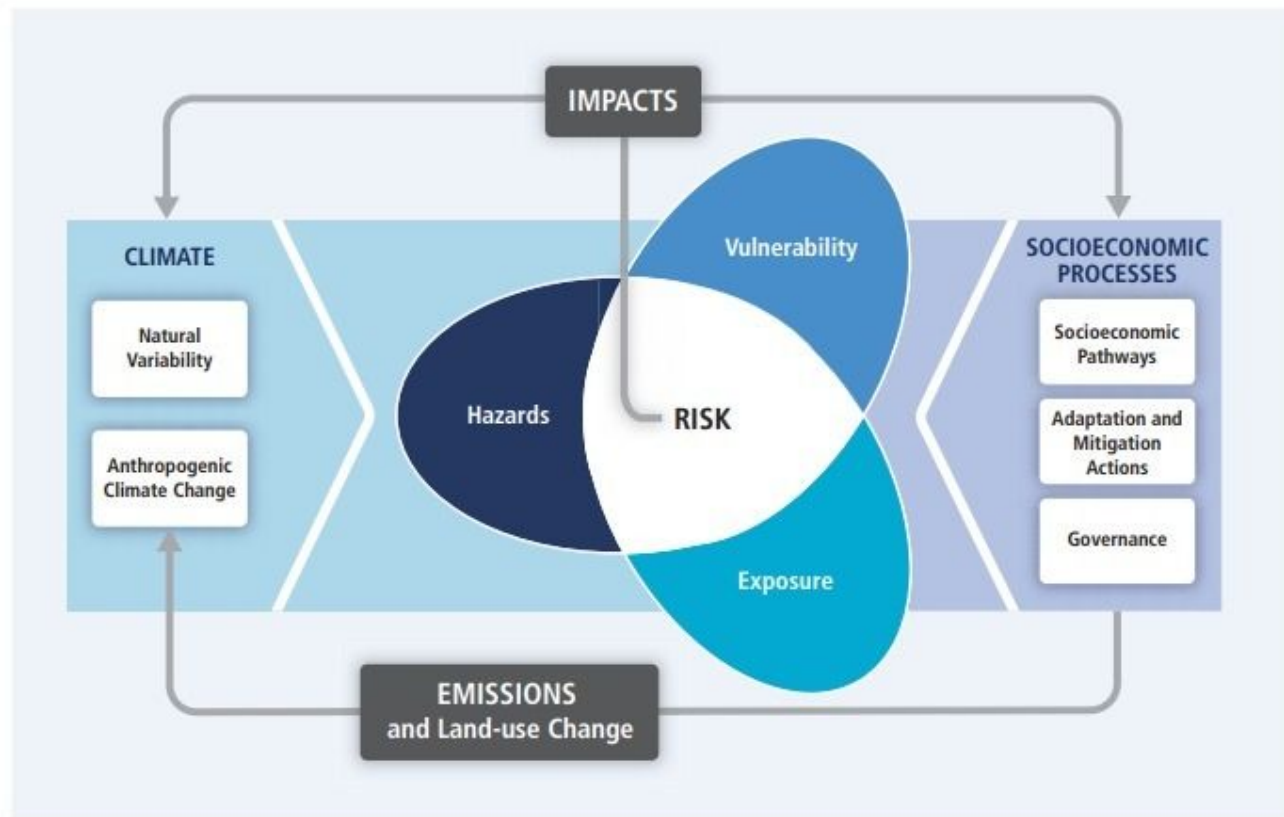 IMPACTS
CLIMATE
Natural
Variability
Anthropogenic
Climate Change
Vulnerability
Hazards
RISK
Exposure
SOCIOECONOMIC
PROCESSES
Socioeconomic
Pathways
Adaptation and
Mitigation
Actions
Governance
EMISSIONS
and Land-use Change